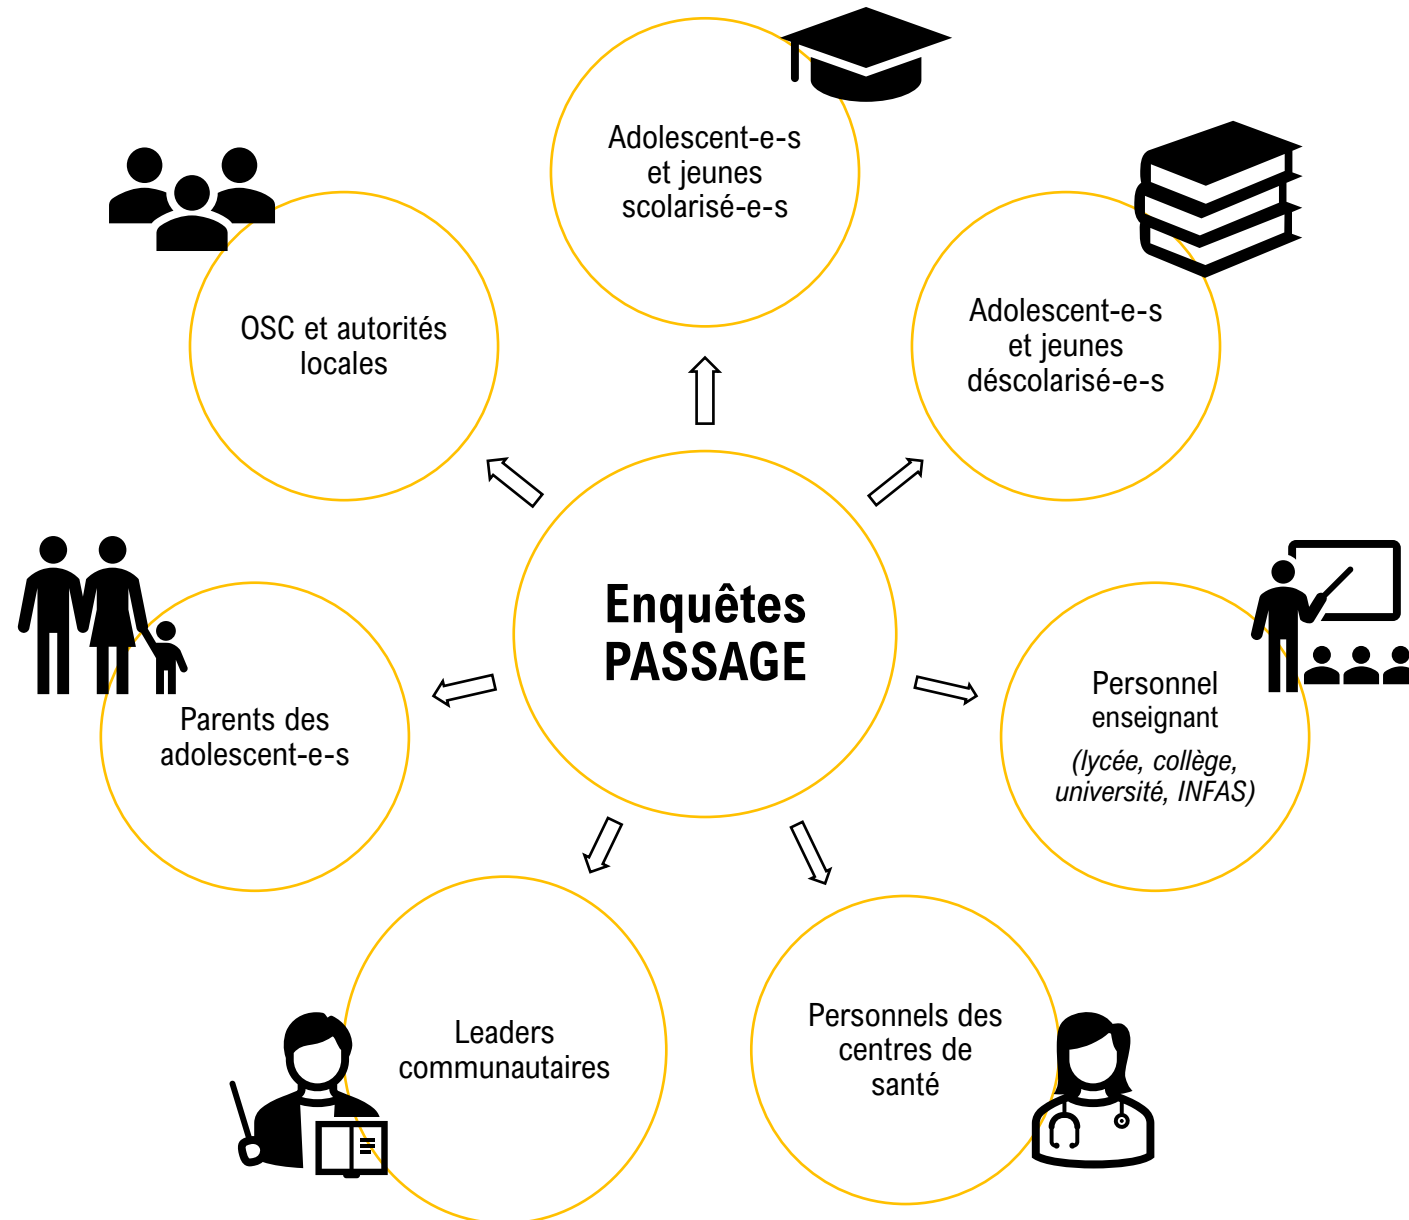 Adolescent-e-s
et jeunes
scolarisé-e-s
OSC et autorités
locales
Adolescent-e-s
et jeunes
déscolarisé-e-s
Enquêtes
PASSAGE
Parents des
adolescent-e-s
Personnel
enseignant
(lycée, collège,
université, INFAS)
Leaders
communautaires
Personnels des
centres de
santé